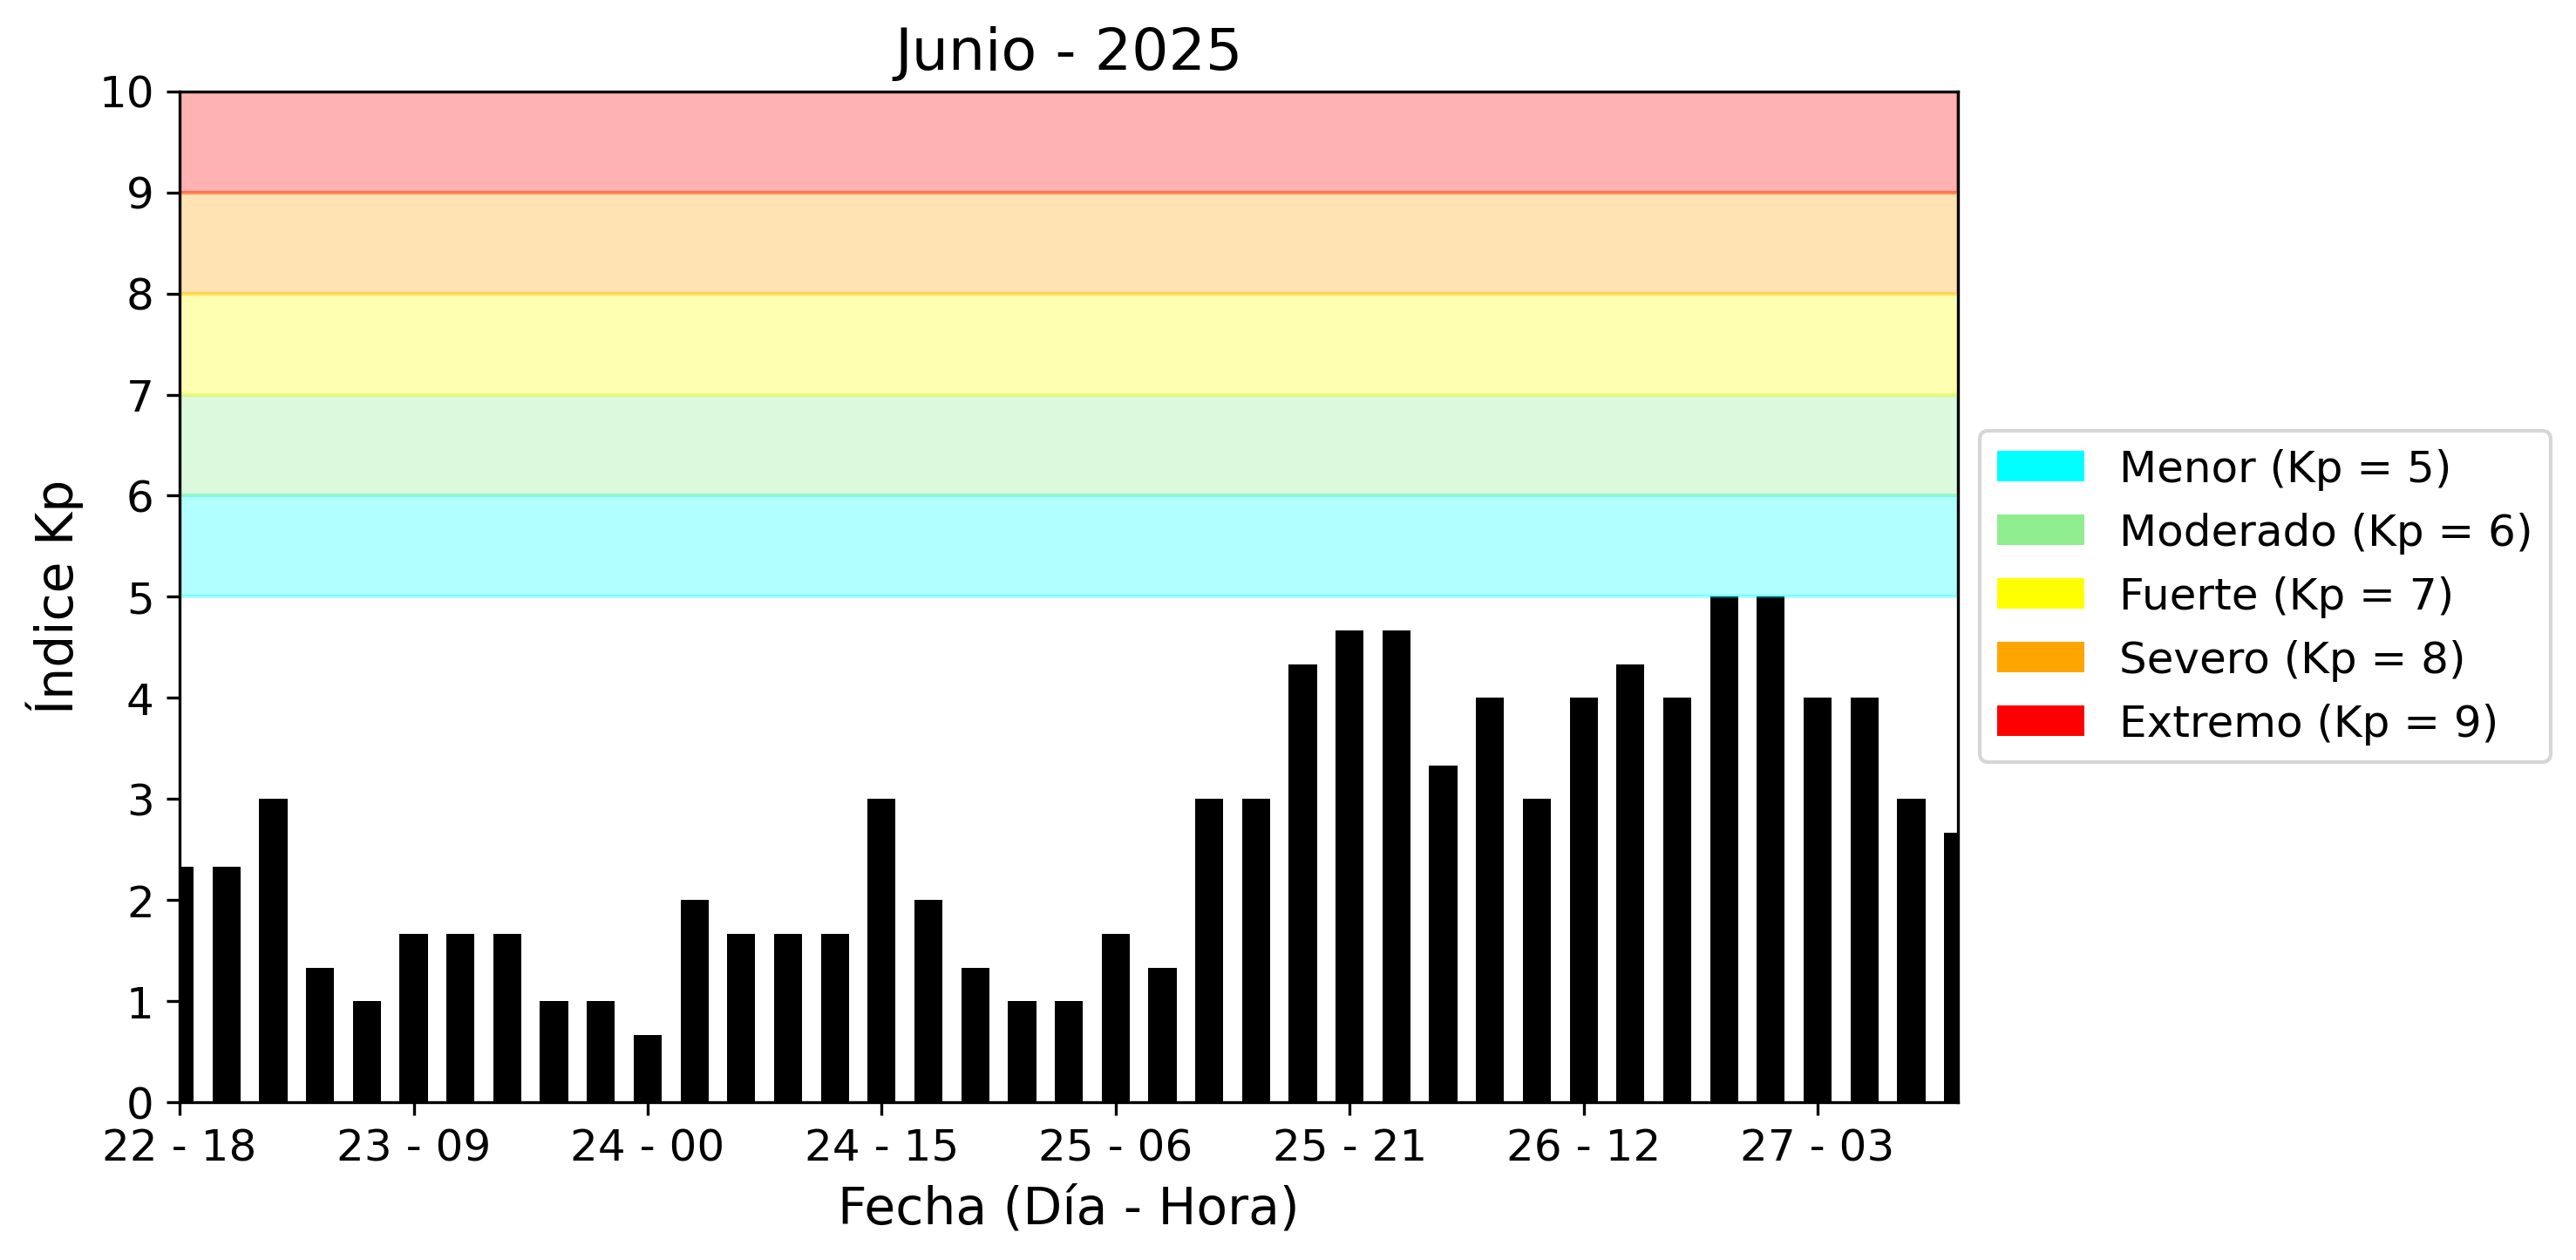 Junio - 2025
10
9
8
7
6
5
4
3
2
1
0
Índice Kp
22 - 18
23 - 09
24 - 00
24 - 15
25 - 06
25 - 21
26 - 12
27 - 03
Fecha (Día - Hora)
Menor (Kp = 5)
Moderado (Kp = 6)
Fuerte (Kp = 7)
Severo (Kp = 8)
Extremo (Kp = 9)